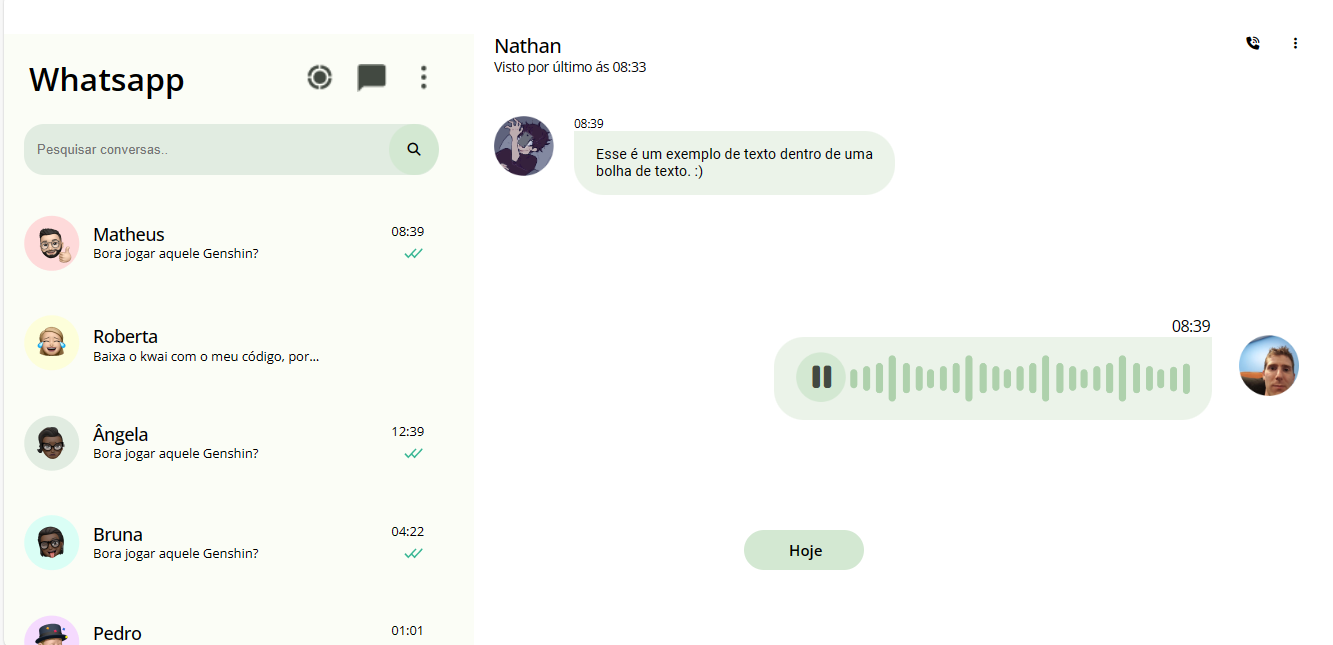 Whatsapp
Pesquisar conversas..
Matheus
08:39
Bora jogar aquele Genshin?
Roberta
Baixa o kwai com o meu código, por...
Ângela
12:39
Bora jogar aquele Genshin?
Bruna
04:22
Bora jogar aquele Genshin?
Pedro
01:01
Nathan
Visto por último ás 08:33
08:39
Esse é um exemplo de texto dentro de uma
bolha de texto. :)
08:39
Hoje